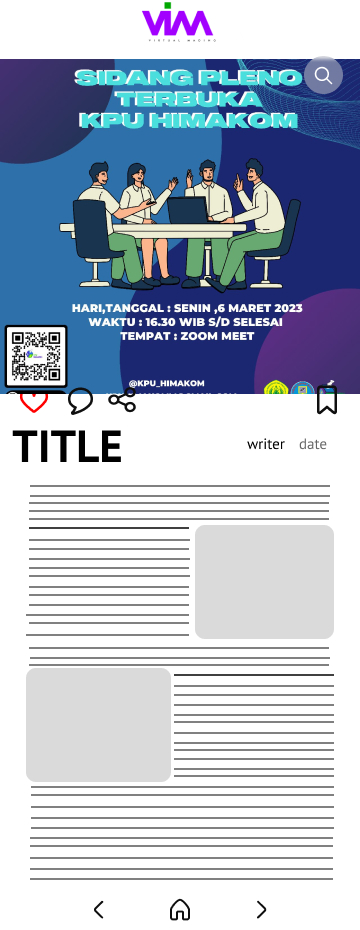 VIM
VIRTUAL MADING
SIDANG PLENO
TERBUKA
KPU HIMAKOM
HARI,TANGGAL : SENIN ,6 MARET 2023
WAKTU : 16.30 WIB S/D SELESAI
TEMPAT : ZOOM MEET
@KPU_HIMAKOM
TITLE
writer date